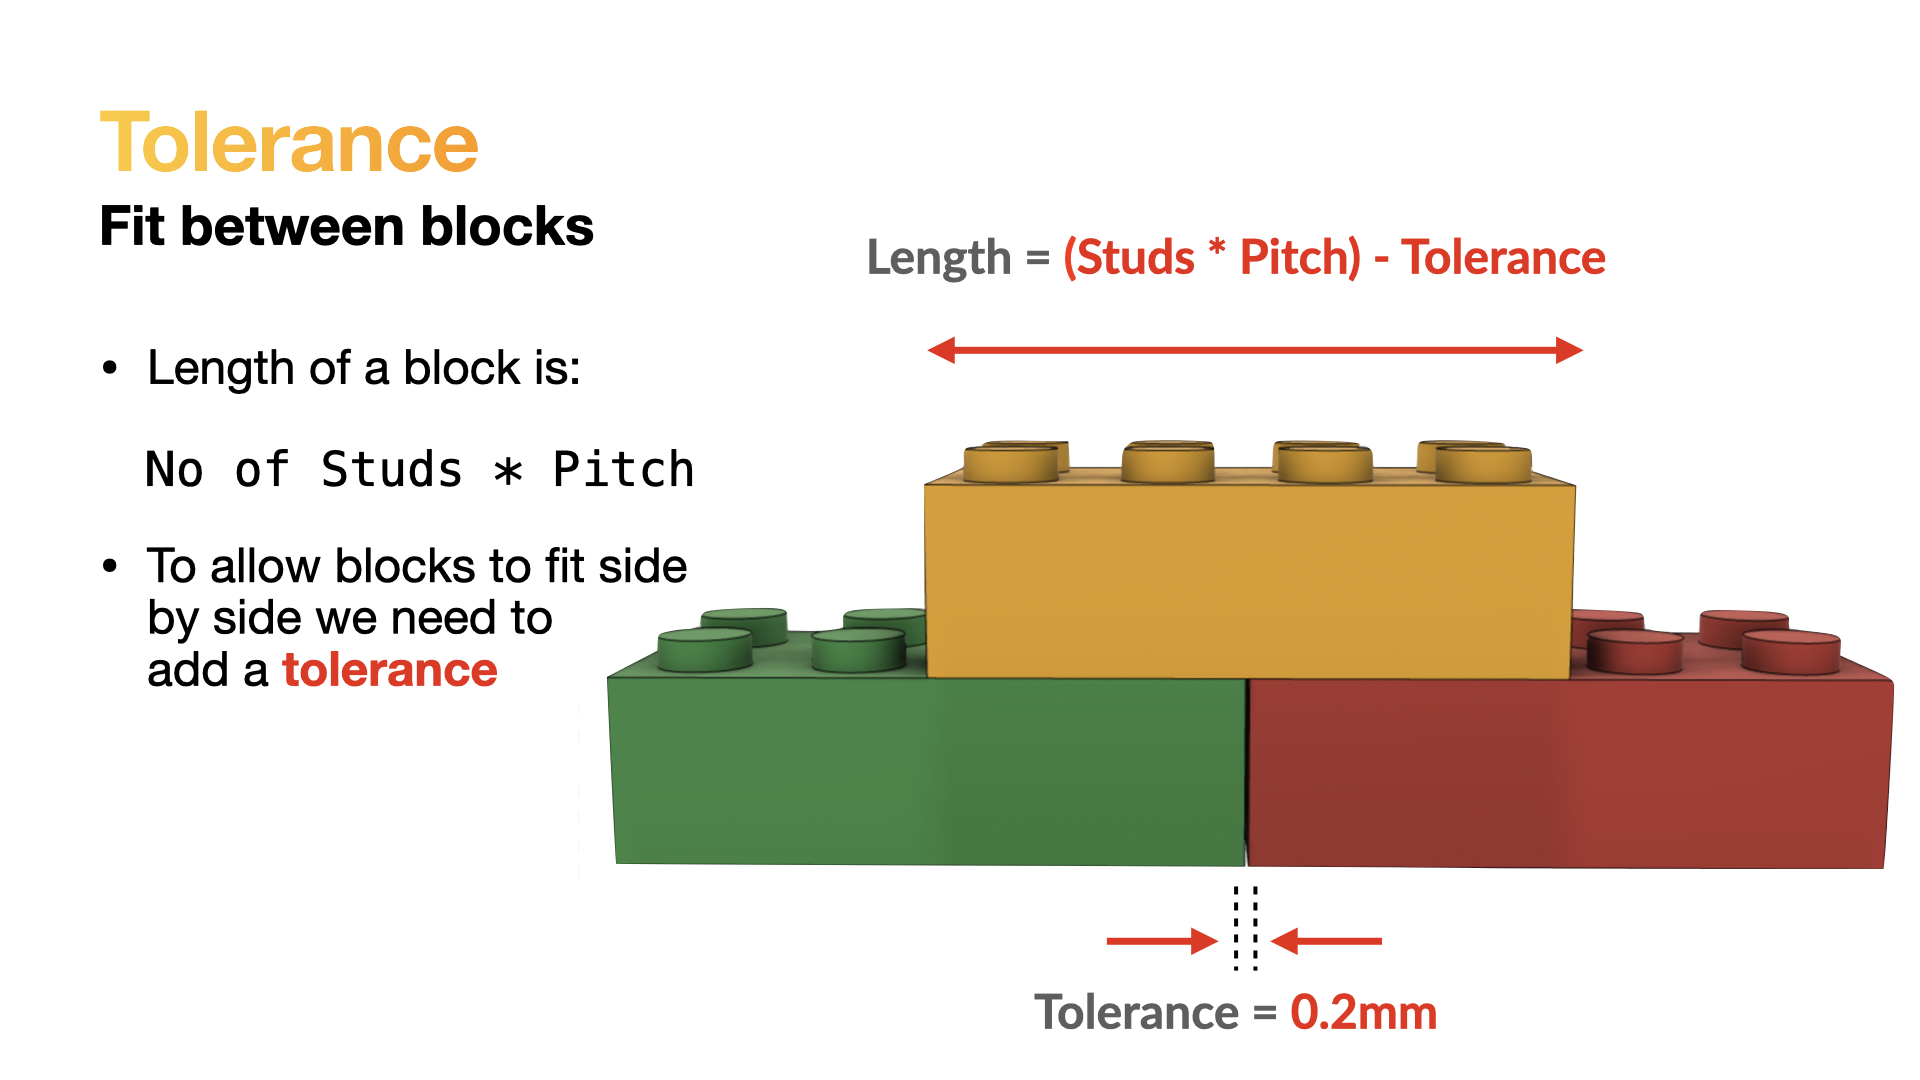 Tolerance
Fit between blocks
Length = (Studs * Pitch) - Tolerance
• Length of a block is:
No of Studs * Pitch
• To allow blocks to fit side
by side we need to
add a tolerance
Tolerance = 0.2mm